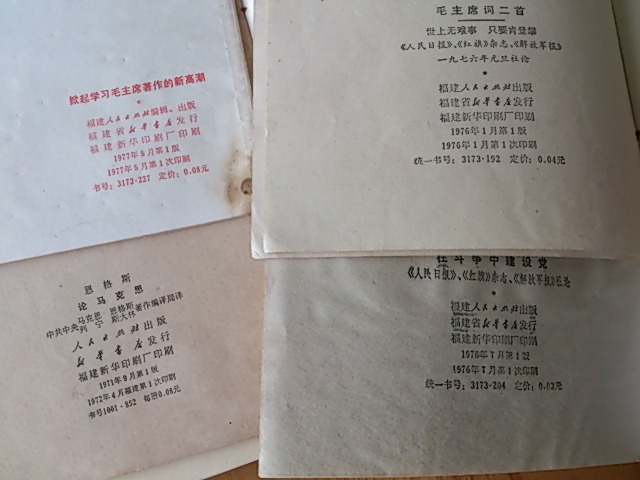 掀起学习毛主席著作的新高潮
福建人民出版社编辑、出版
福建省新华书店发行
福建新华印刷厂印刷
1977年5月第1版
1977年5月第1次印刷
书号：3173·227 定价：0.08元
毛主席词二首
世上无难事 只要肯登攀
《人民日报》、《红旗》杂志、《解放军报》
一九七六年元旦社论
福建人民出版社出版
福建省新华书店发行
福建新华印刷厂印刷
1976年1月第1版
1976年1月第1次印刷
统一书号：3173·192 定价：0.04元
恩格斯
论马克思
中共中央马克思 恩格斯列宁 斯大林著作编译局译
人民出版社出版
新华书店发行
福建新华印刷厂印刷
1971年9月第1版
1972年4月福建第1次印刷
书号1001·852 每册0.08元
在斗争中建设党
《人民日报》、《红旗》杂志、《解放军报》社论
福建人民出版社出版
福建省新华书店发行
福建新华印刷厂印刷
1976年7月第1版
1976年7月第1次印刷
统一书号：3173·204 定价：0.03元